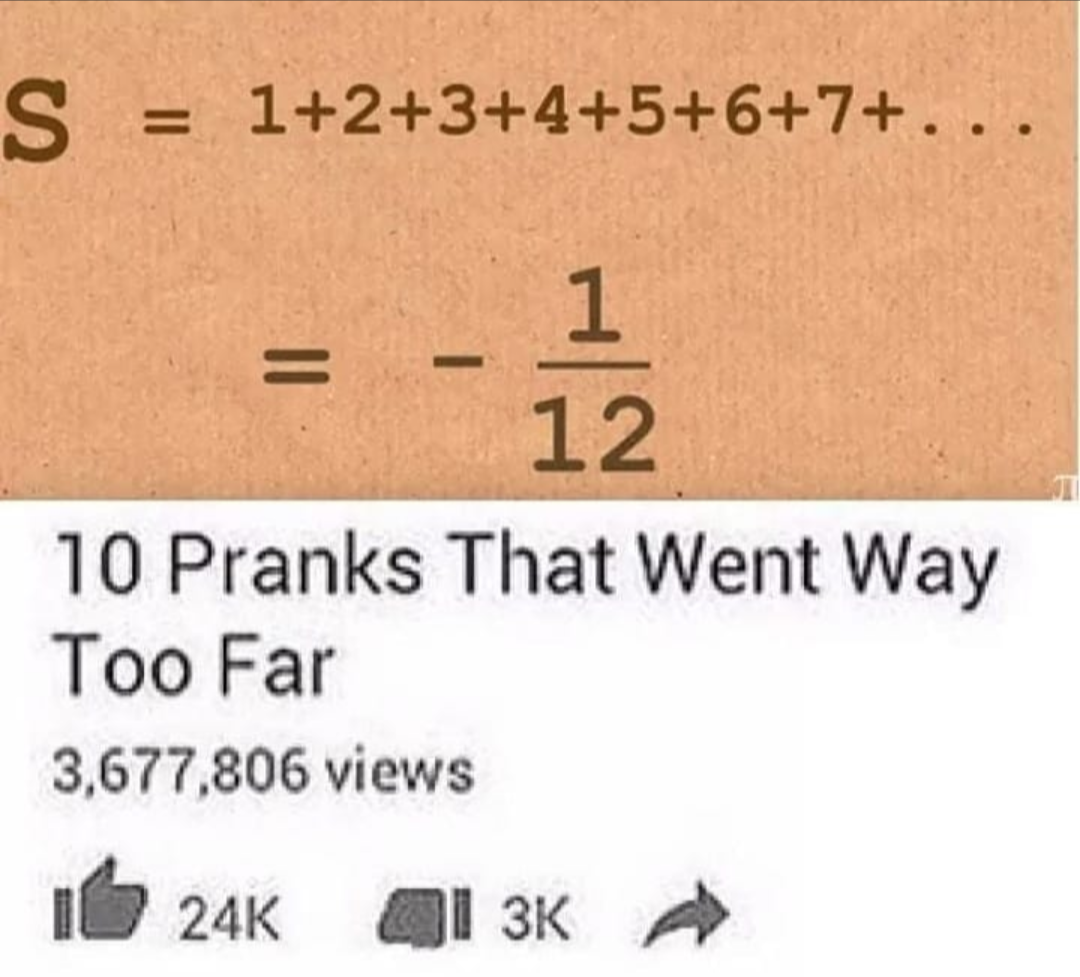 S = 1+2+3+4+5+6+7+...
= - 1/12
π
10 Pranks That Went Way
Too Far
3,677,806 views
24K 3K